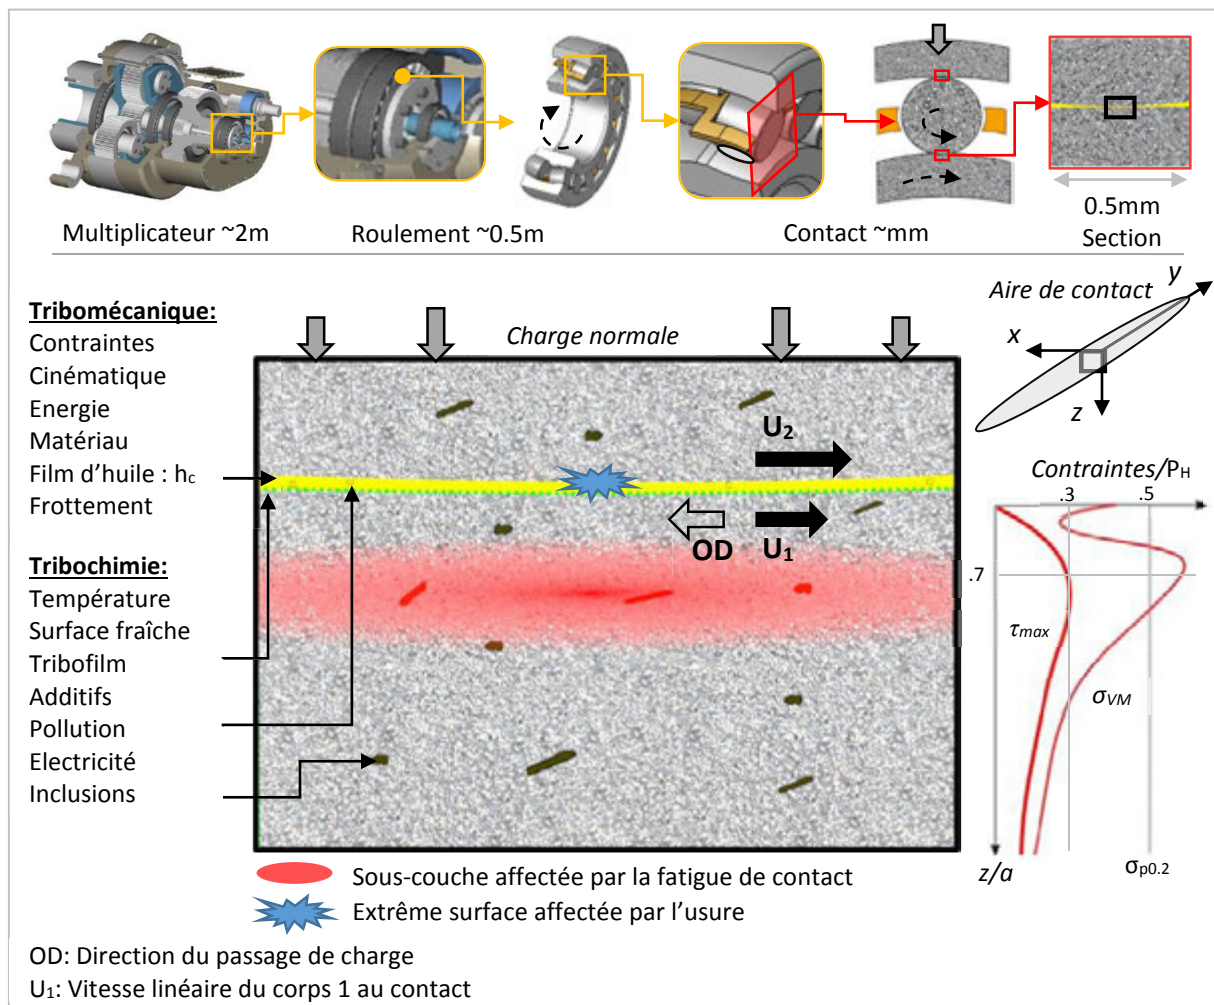 Multiplicateur ~2m
Roulement ~0.5m
Contact ~mm
0.5mm
Section
Tribomécanique:
Contraintes
Cinématique
Energie
Matériau
Film d'huile : hc
Frottement
Tribochimie:
Température
Surface fraîche
Tribofilm
Additifs
Pollution
Electricité
Inclusions
Charge normale
U2
OD
U1
Aire de contact
y
x
z
Contraintes/PH
.3
.5
.7
τmax
σVM
z/a
σp0.2
Sous-couche affectée par la fatigue de contact
Extrême surface affectée par l'usure
OD: Direction du passage de charge
U1: Vitesse linéaire du corps 1 au contact